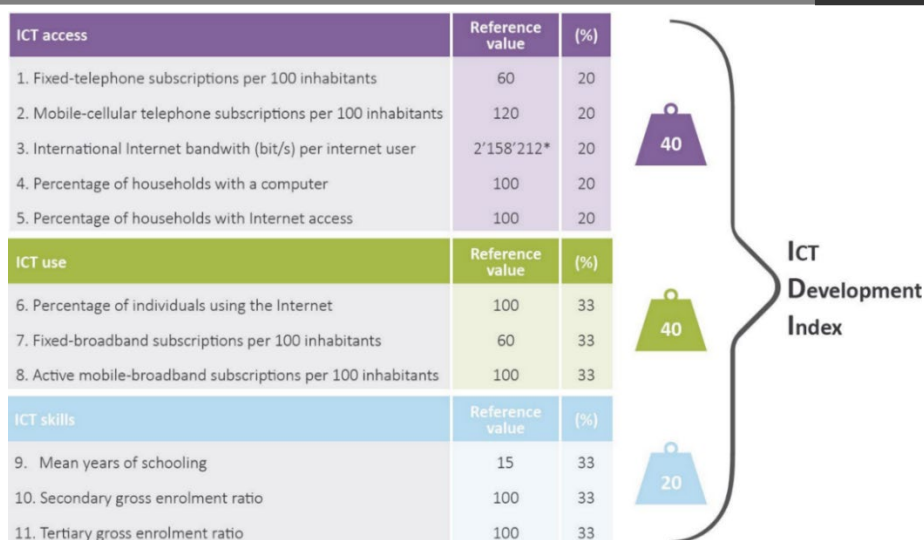 ICT access Reference value (%)
1. Fixed-telephone subscriptions per 100 inhabitants 60 20
2. Mobile-cellular telephone subscriptions per 100 inhabitants 120 20
3. International Internet bandwith (bit/s) per internet user 2'158'212* 20
4. Percentage of households with a computer 100 20
5. Percentage of households with Internet access 100 20
40
ICT use Reference value (%)
6. Percentage of individuals using the Internet 100 33
7. Fixed-broadband subscriptions per 100 inhabitants 60 33
8. Active mobile-broadband subscriptions per 100 inhabitants 100 33
40
ICT skills Reference value (%)
9. Mean years of schooling 15 33
10. Secondary gross enrolment ratio 100 33
11. Tertiary gross enrolment ratio 100 33
20
ICT
Development
Index